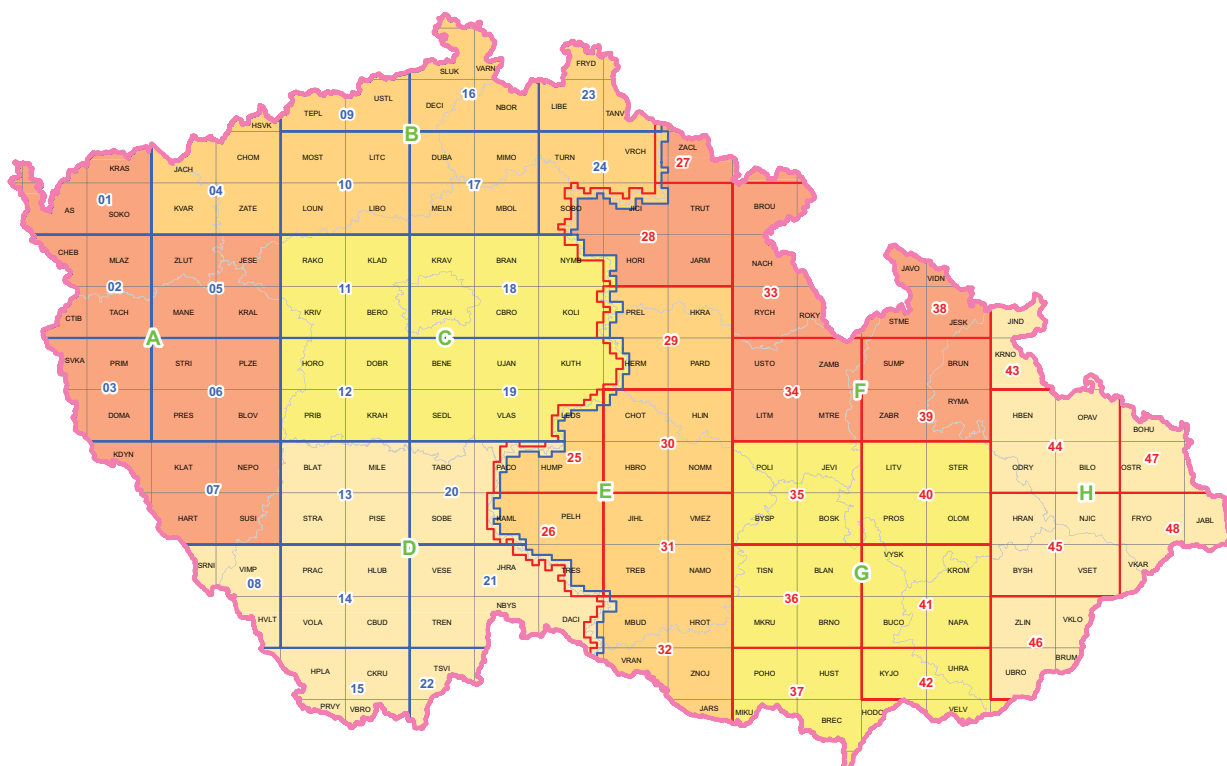 FRYD
SLUK VARN
16 23
USTL DECI NBOR LIBE
TEPL 09 TANV
HSVK B
KRAS JACH CHOM MOST LITC DUBA MIMO TURN VRCH ZACL
24 27
01 04 10 17
AS SOKO KVAR ZATE LOUN LIBO MELN MBOL SOBO JICI TRUT BROU
28
CHEB MLAZ ZLUT JESE RAKO KLAD KRAV BRAN NYMB HORI JARM NACH JAVO VIDN
02 05 11 18 33 38
CTIB TACH MANE KRAL KRIV BERO PRAH CBRO KOLI PREL HKRA RYCH ROKY STME JESK JIND
A C 29
SVKA PRIM STRI PLZE HORO DOBR BENE UJAN KUTH HERM PARD USTO ZAMB SUMP BRUN KRNO
43
03 06 12 19 34 F
DOMA PRES BLOV PRIB KRAH SEDL VLAS LEDS CHOT HLIN LITM MTRE ZABR RYMA HBEN OPAV BOHU
39
30 44
KDYN KLAT NEPO BLAT MILE TABO PACO HUMP HBRO NOMM POLI JEVI LITV STER ODRY BILO OSTR
25 47
07 13 20 E 35 40 H
HART SUSI STRA PISE SOBE KAML PELH JIHL VMEZ BYSP BOSK PROS OLOM HRAN NJIC FRYO JABL
26 48
31 45
SRNI VIMP PRAC HLUB VESE JHRA TRES TREB NAMO TISN BLAN VYSK KROM BYSH VSET VKAR
08 21 G
14 36 41
HVLT VOLA CBUD TREN NBYS DACI MBUD HROT MKRU BRNO BUCO NAPA ZLIN VKLO
32 46
HPLA CKRU TSVI VRAN ZNOJ POHO HUST KYJO UHRA UBRO BRUM
15 22 37 42
PRVY VBRO JARS MIKU BREC HODO VELV